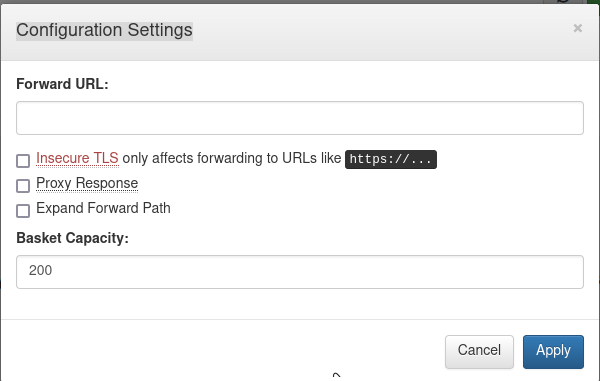 Configuration Settings ×
Forward URL:
Insecure TLS only affects forwarding to URLs like https://...
Proxy Response
Expand Forward Path
Basket Capacity:
200
Cancel Apply